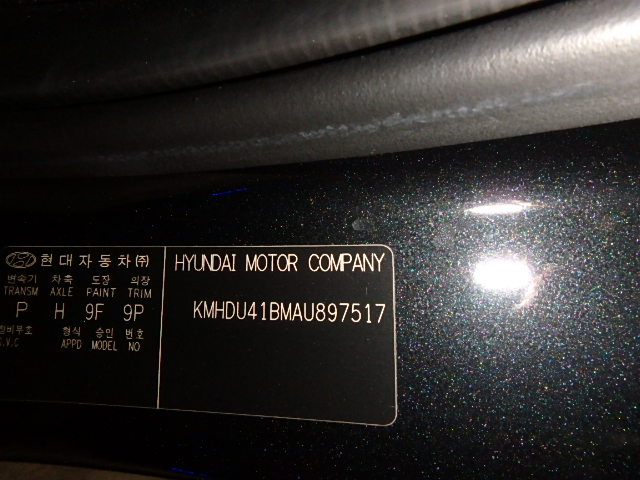 현대자동차㈜
변속기 차축 도장 의장
TRANSM AXLE PAINT TRIM
P H 9F 9P
형식 승인 번호
.V.C APPD MODEL NO
HYUNDAI MOTOR COMPANY
KMHDU41BMAU897517